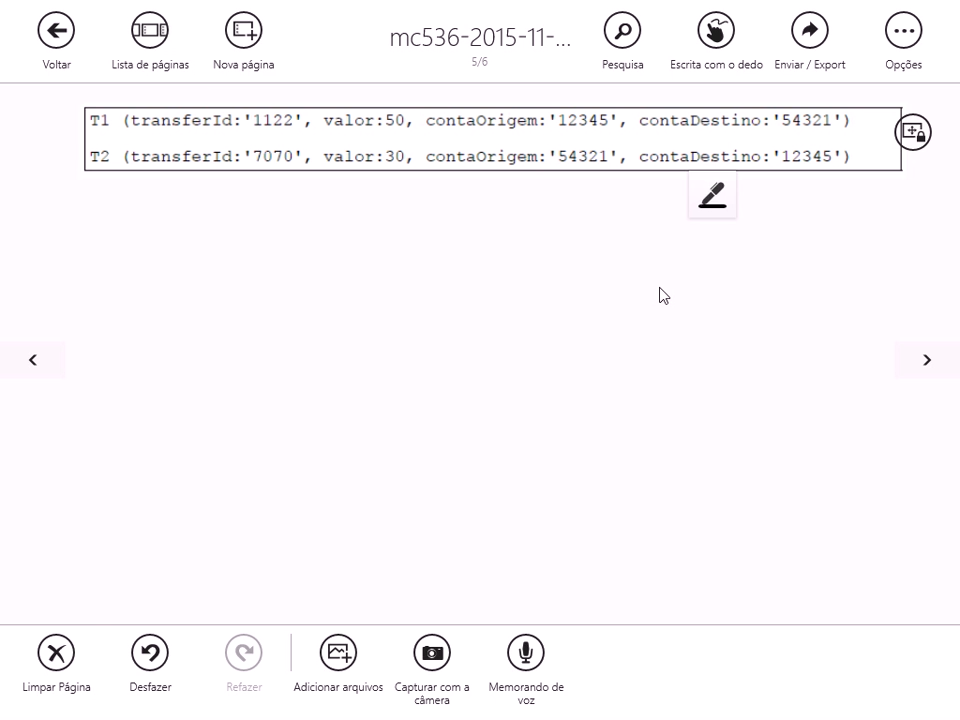 Voltar
Lista de páginas
Nova página
mc536-2015-11-...
5/6
Pesquisa
Escrita com o dedo
Enviar / Export
Opções
T1 (transferId:'1122', valor:50, contaOrigem:'12345', contaDestino:'54321')
T2 (transferId:'7070', valor:30, contaOrigem:'54321', contaDestino:'12345')
Limpar Página
Desfazer
Refazer
Adicionar arquivos
Capturar com a
câmera
Memorando de
voz